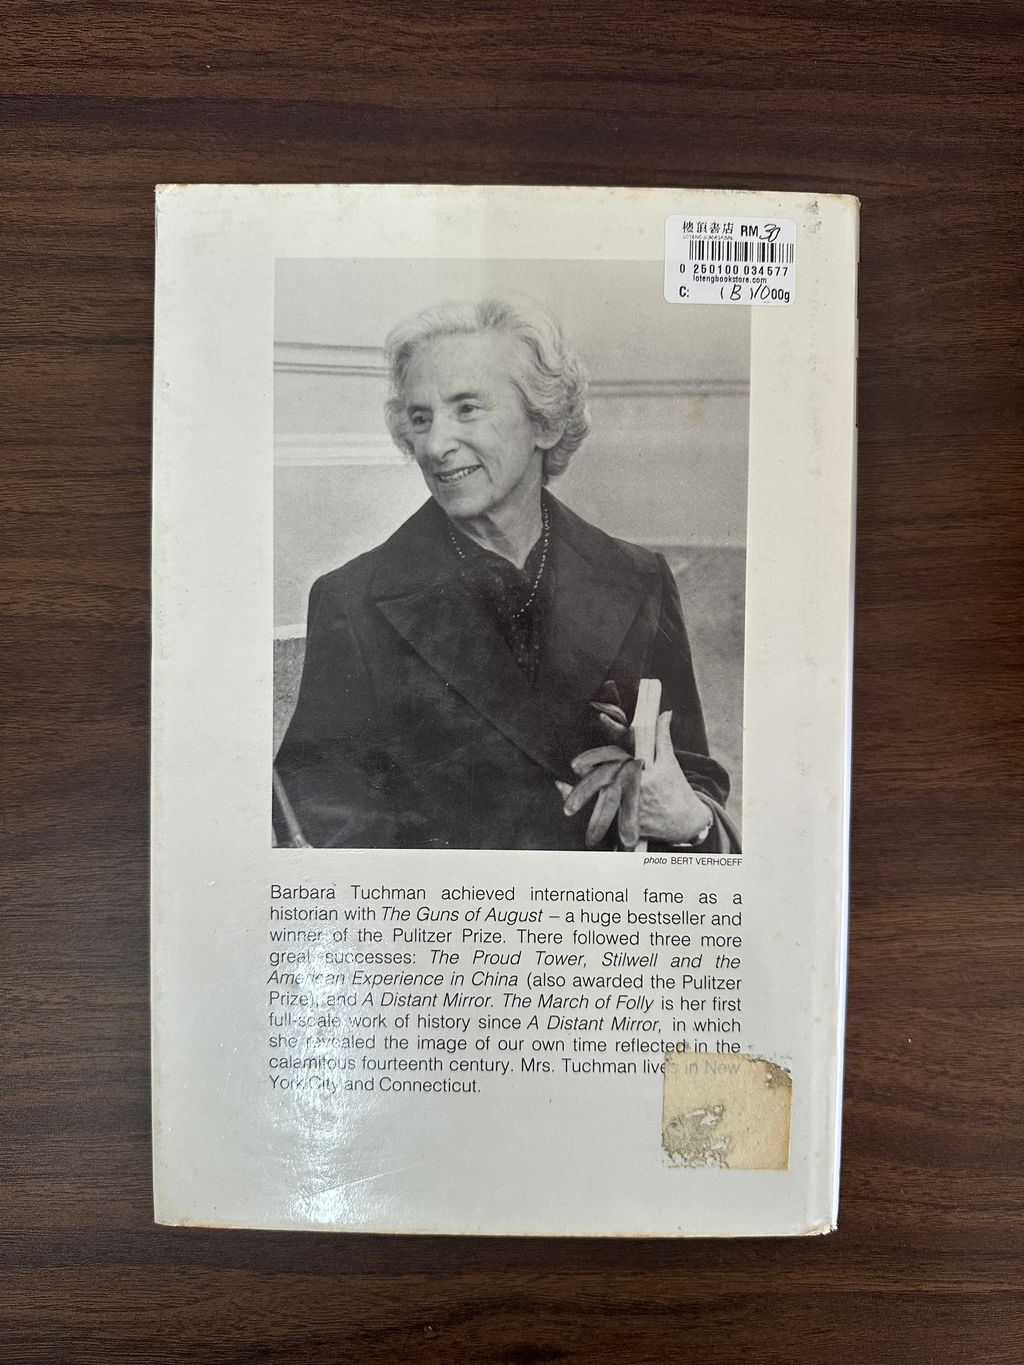 樓頂書店 RM 30
0 250100 034577
lotengbookstore.com
C: (B) 00g
photo BERT VERHOEFF
Barbara Tuchman achieved international fame as a
historian with The Guns of August – a huge bestseller and
winner of the Pulitzer Prize. There followed three more
great successes: The Proud Tower, Stilwell and the
American Experience in China (also awarded the Pulitzer
Prize), and A Distant Mirror. The March of Folly is her first
full-scale work of history since A Distant Mirror, in which
she revealed the image of our own time reflected in the
calamitous fourteenth century. Mrs. Tuchman lives in New
York City and Connecticut.